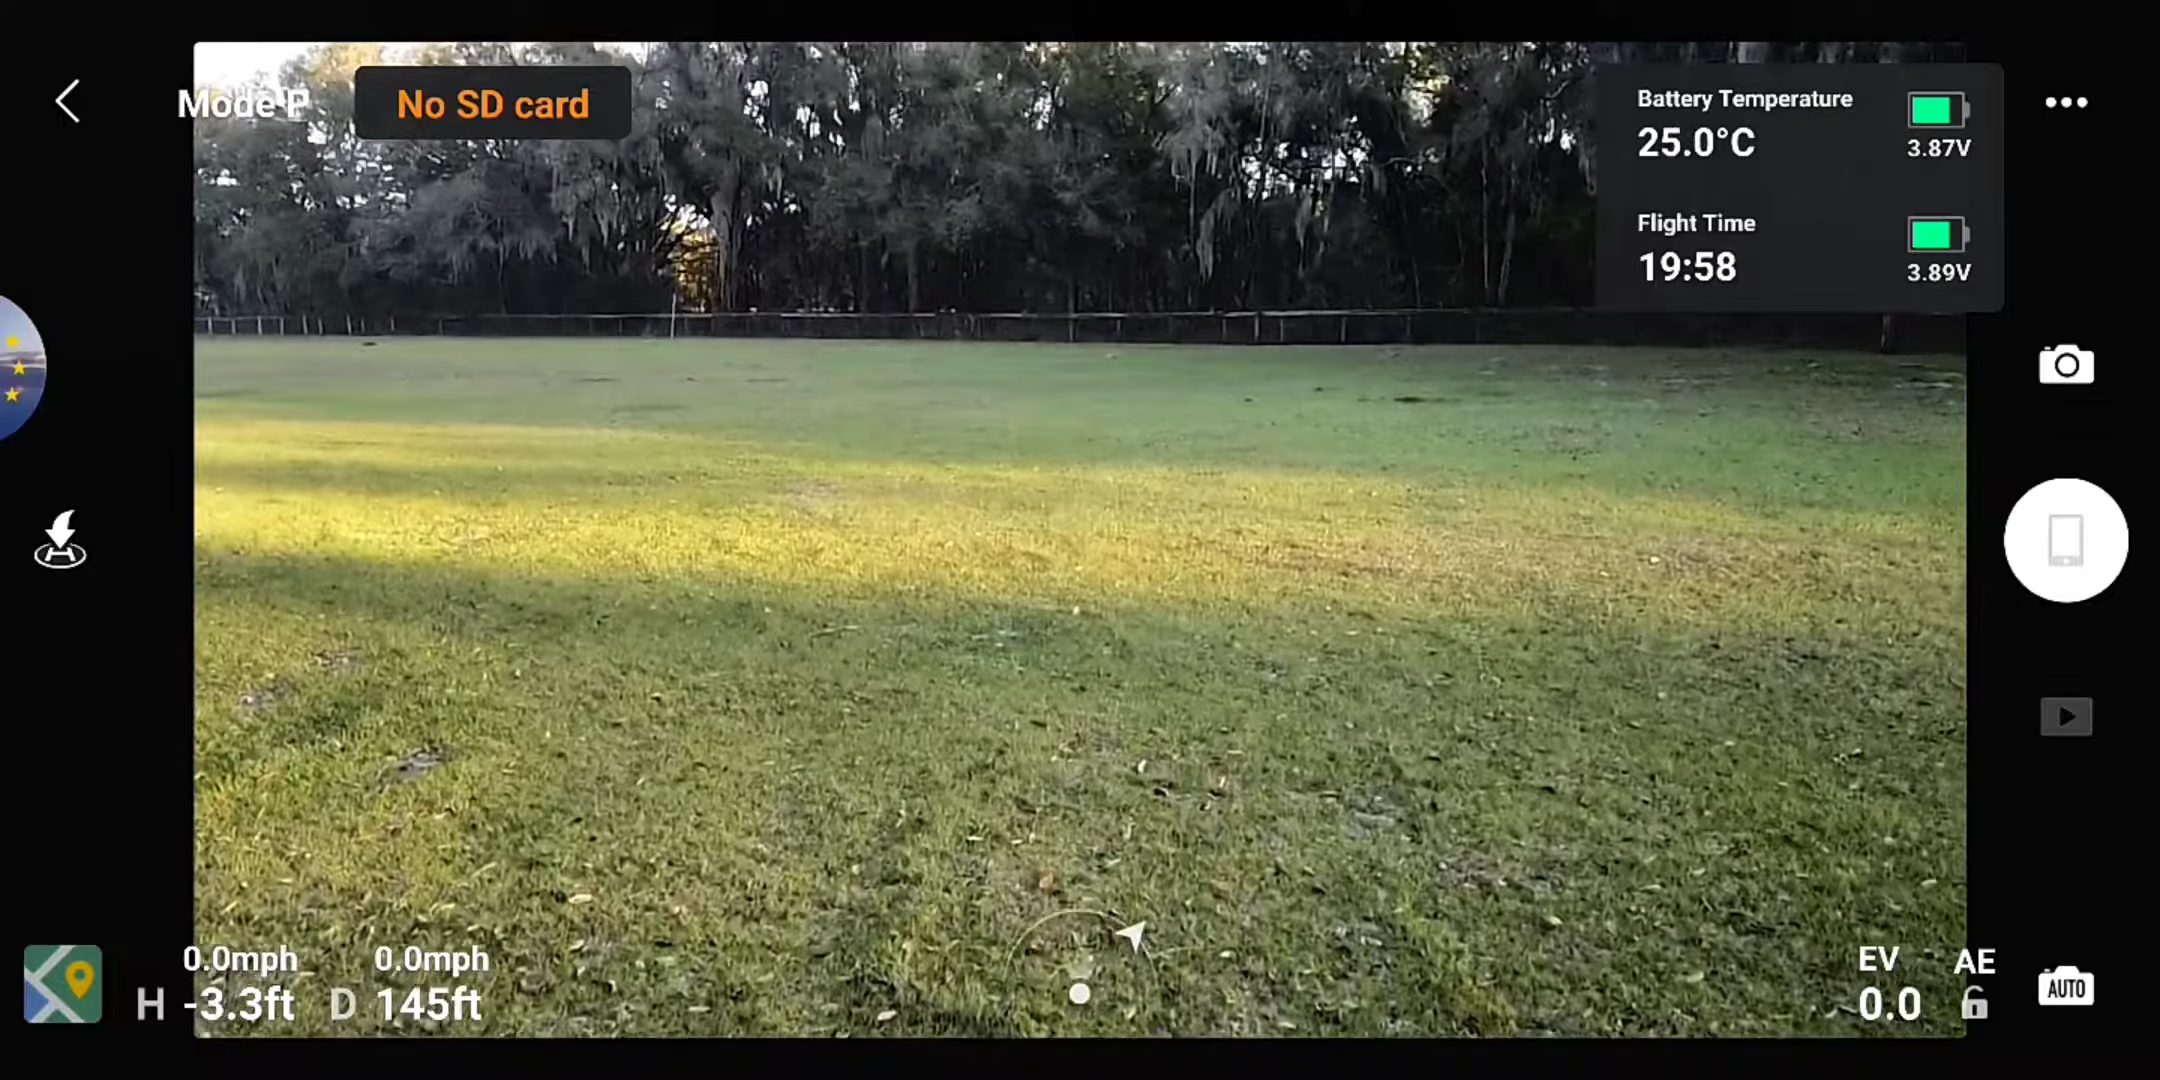 Mode P
No SD card
Battery Temperature
25.0°C
3.87V
Flight Time
19:58
3.89V
0.0mph 0.0mph
H -3.3ft D 145ft
EV AE
0.0
AUTO